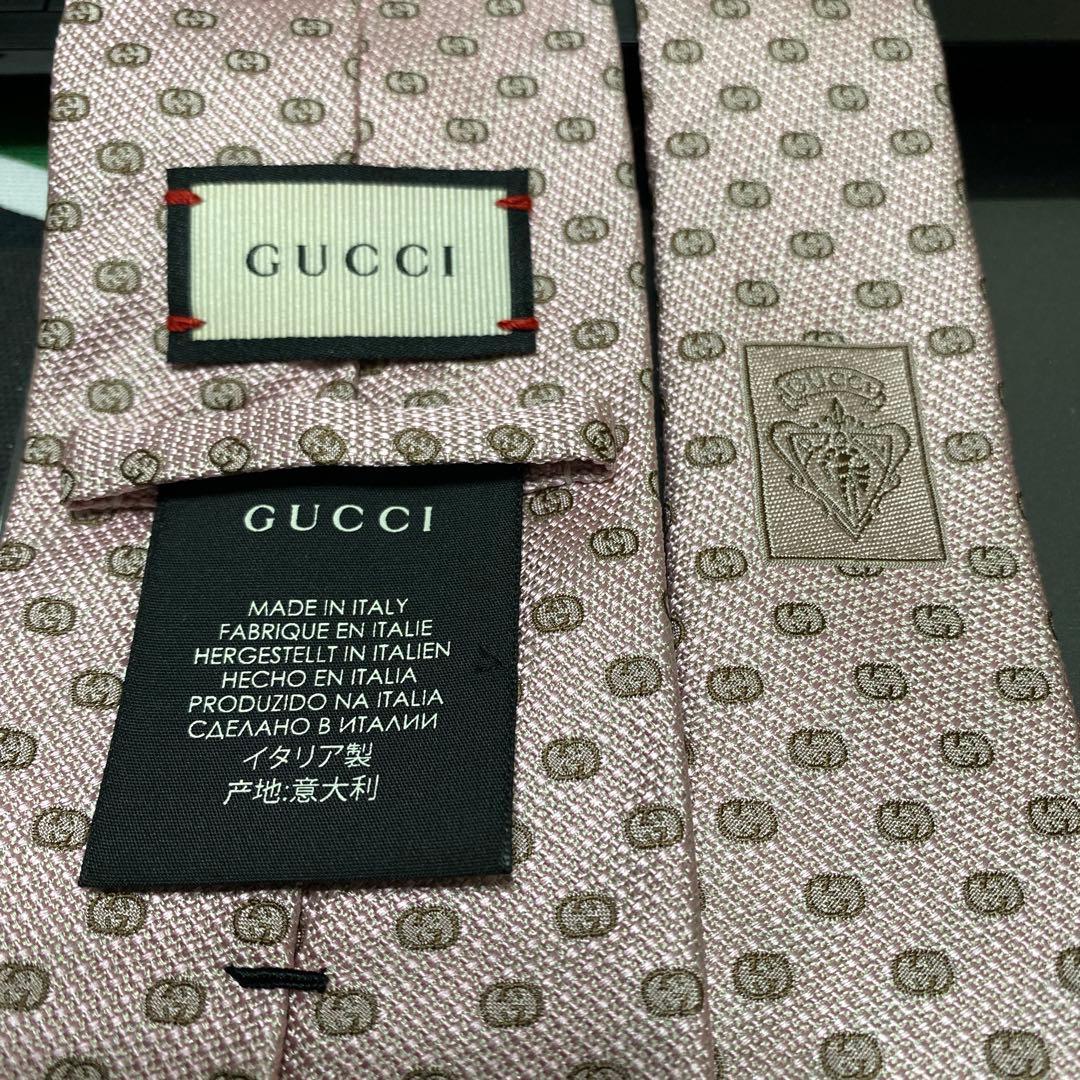 GUCCI
GUCCI
GUCCI
MADE IN ITALY
FABRIQUE EN ITALIE
HERGESTELLT IN ITALIEN
HECHO EN ITALIA
PRODUZIDO NA ITALIA
СДЕЛАНО В ИТАЛИИ
イタリア製
产地:意大利